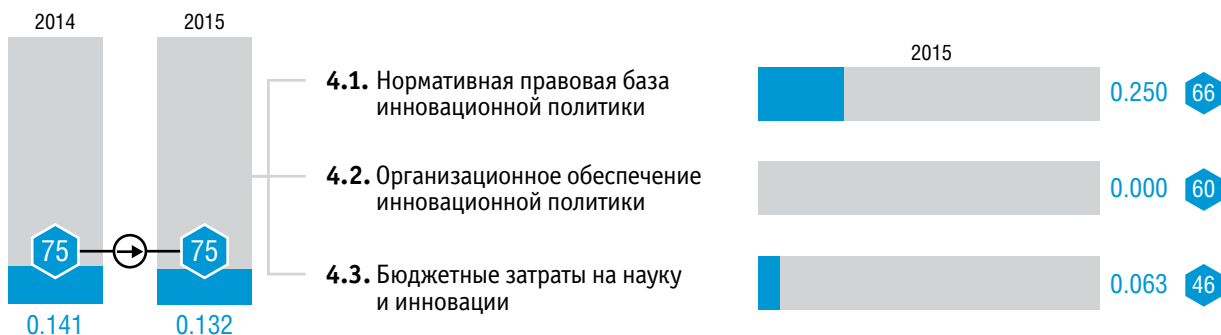 2014
2015
75
75
0.141
0.132
4.1. Нормативная правовая база
инновационной политики
4.2. Организационное обеспечение
инновационной политики
4.3. Бюджетные затраты на науку
и инновации
2015
0.250 66
0.000 60
0.063 46